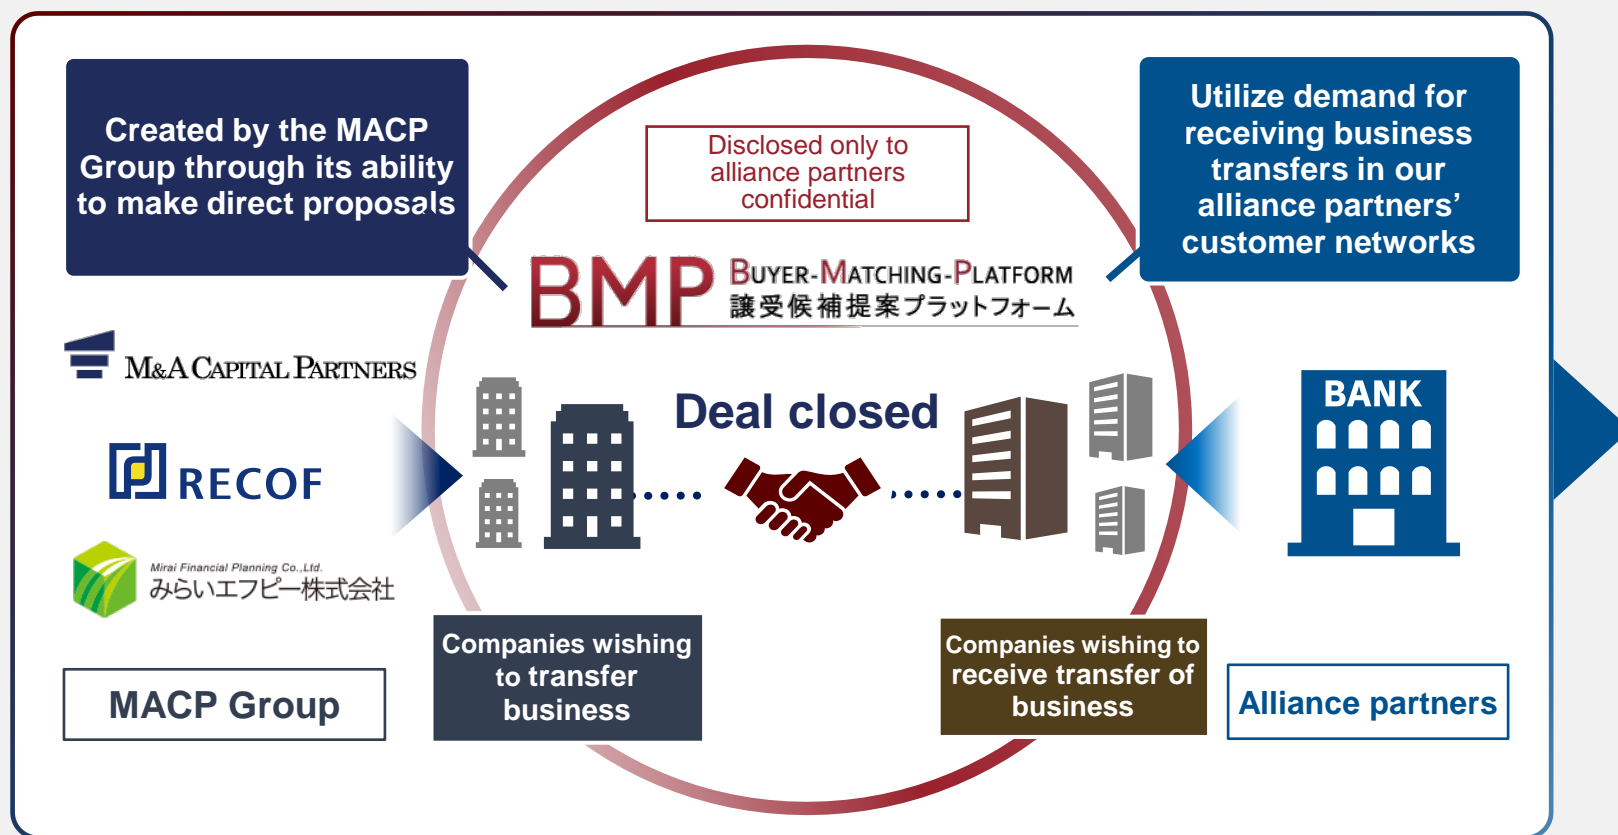 Created by the MACP
Group through its ability
to make direct proposals
Disclosed only to
alliance partners
confidential
Utilize demand for
receiving business
transfers in our
alliance partners’
customer networks
BMP
BUYER-MATCHING-PLATFORM
譲受候補提案プラットフォーム
M&A CAPITAL PARTNERS
RECOF
Mirai Financial Planning Co.,Ltd.
みらいエフピー株式会社
MACP Group
Deal closed
Companies wishing
to transfer
business
Companies wishing to
receive transfer of
business
BANK
Alliance partners